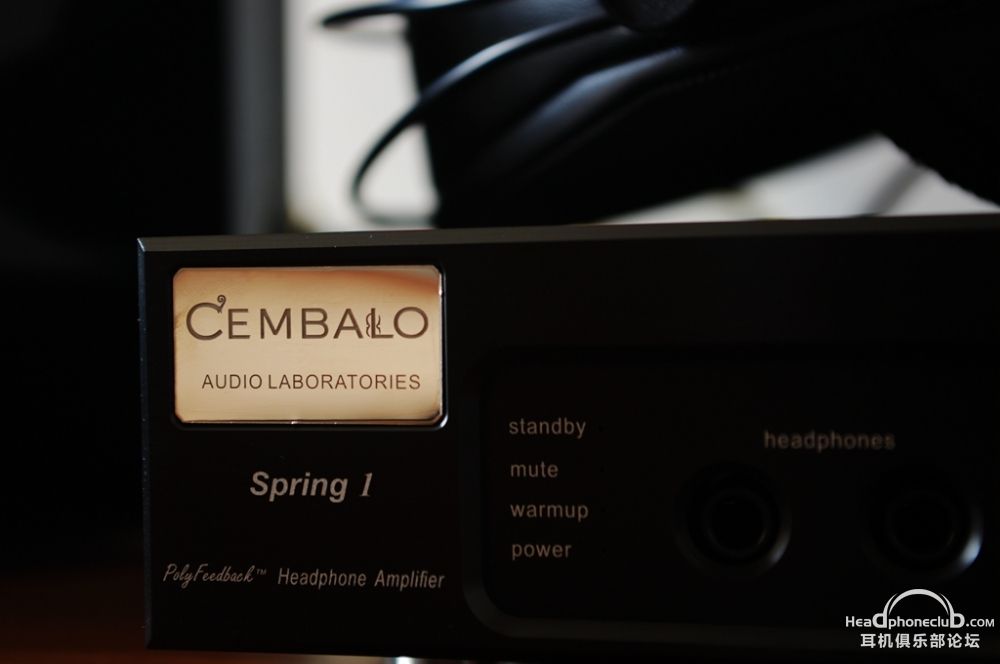 CEMBALO
AUDIO LABORATORIES
Spring 1
PolyFeedback™ Headphone Amplifier
standby
mute
warmup
power
headphones
Headphoneclub.com
耳机俱乐部论坛